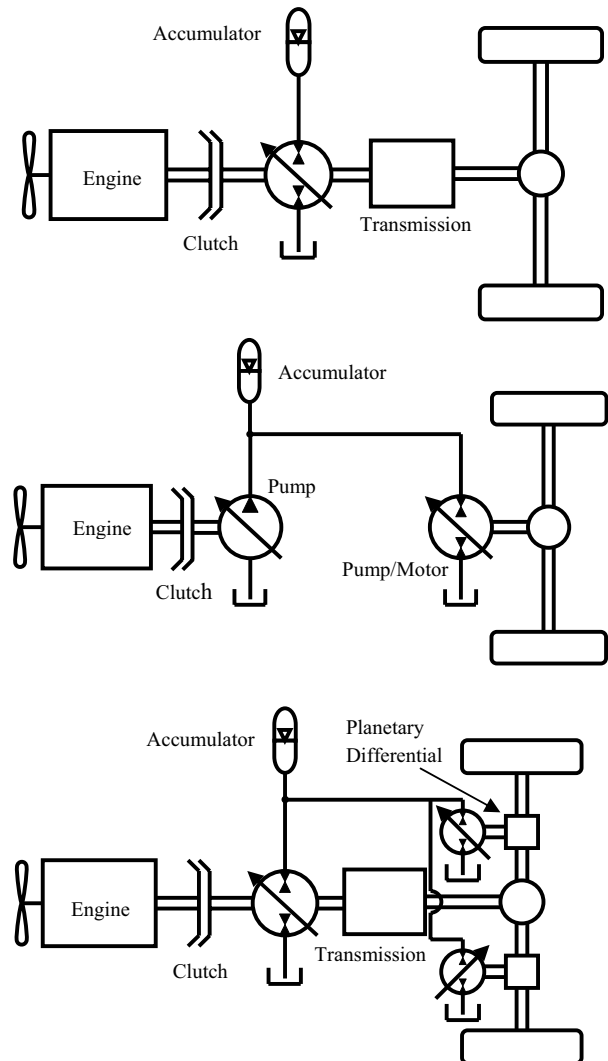 Accumulator
Engine
Clutch
Transmission
Accumulator
Pump
Engine
Clutch
Pump/Motor
Accumulator
Planetary
Differential
Engine
Clutch
Transmission